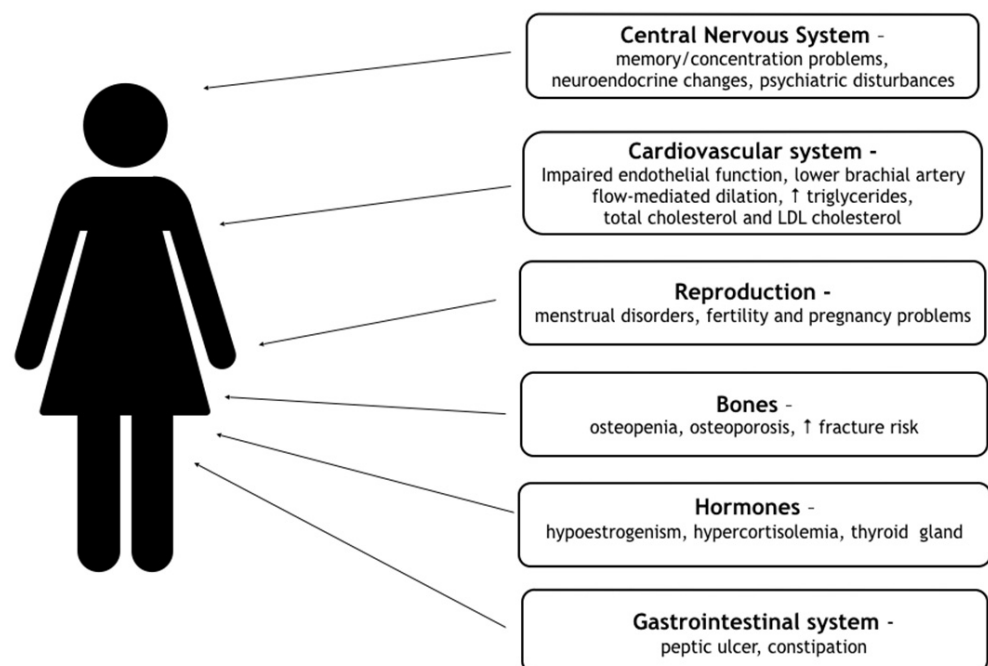 Central Nervous System –
memory/concentration problems,
neuroendocrine changes, psychiatric disturbances
Cardiovascular system -
Impaired endothelial function, lower brachial artery
flow-mediated dilation, ↑ triglycerides,
total cholesterol and LDL cholesterol
Reproduction -
menstrual disorders, fertility and pregnancy problems
Bones –
osteopenia, osteoporosis, ↑ fracture risk
Hormones –
hypoestrogenism, hypercortisolemia, thyroid gland
Gastrointestinal system -
peptic ulcer, constipation